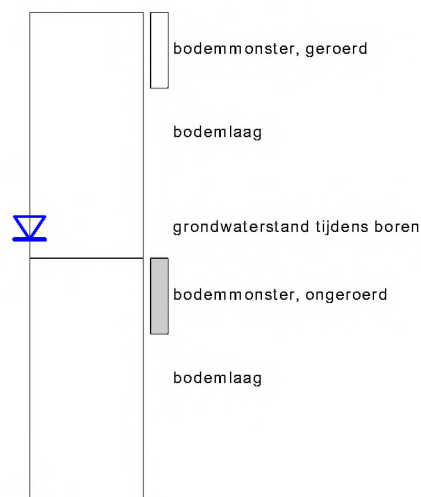 bodemmonster, geroerd
bodemlaag
grondwaterstand tijdens boren
bodemmonster, ongeroerd
bodemlaag